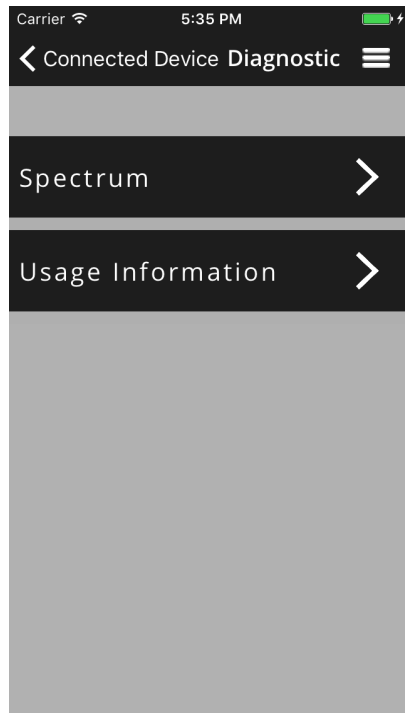 Carrier 5:35 PM
Connected Device Diagnostic
Spectrum
Usage Information